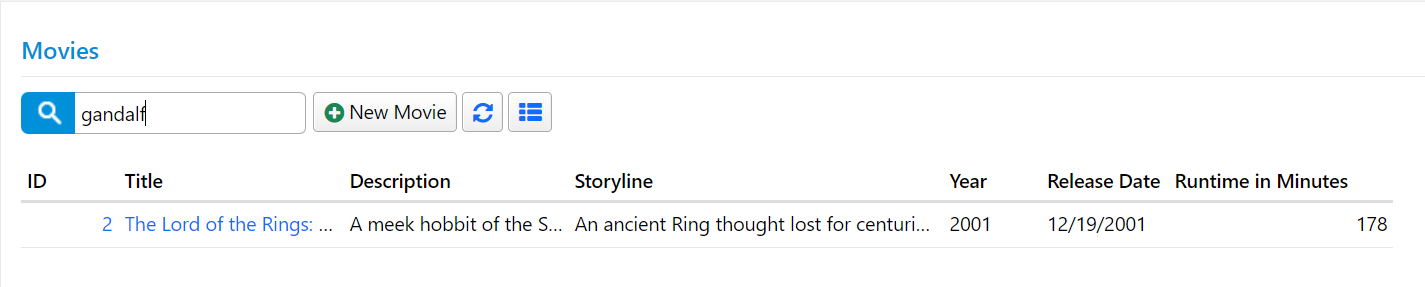 Movies
gandalf New Movie
ID Title Description Storyline Year Release Date Runtime in Minutes
2 The Lord of the Rings: ... A meek hobbit of the S... An ancient Ring thought lost for centuri... 2001 12/19/2001 178